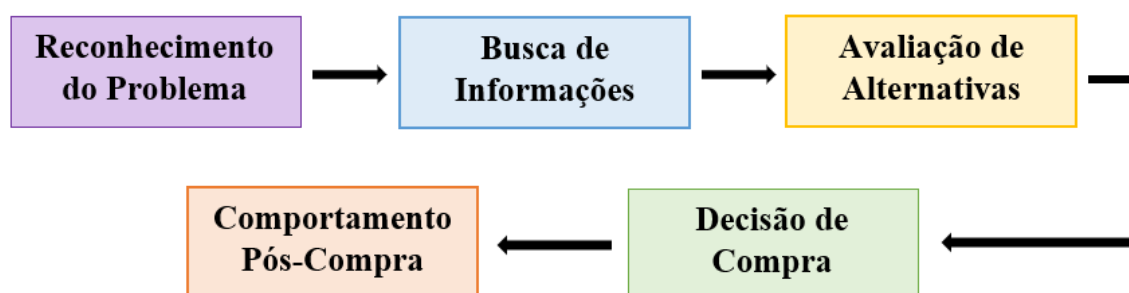 Reconhecimento
do Problema
Busca de
Informações
Avaliação de
Alternativas
Decisão de
Compra
Comportamento
Pós-Compra